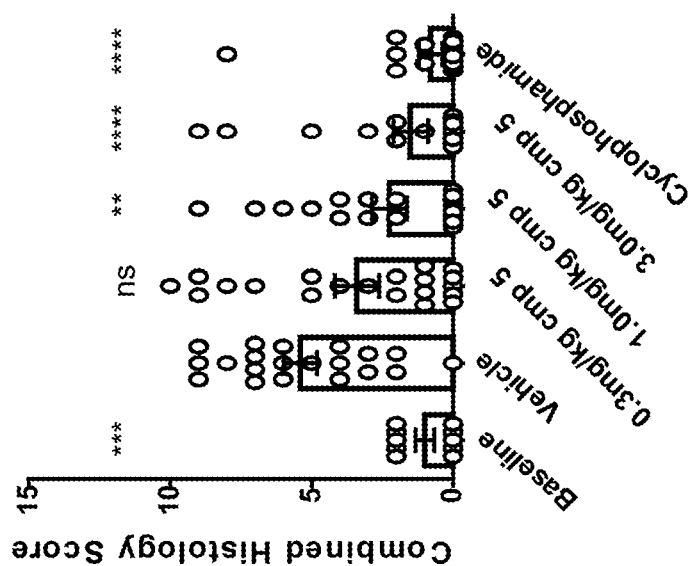 Combined Histology Score
15
10
5
0
***
ns
**
****
****
Baseline
Vehicle
0.3mg/kg cmp 5
1.0mg/kg cmp 5
3.0mg/kg cmp 5
Cyclophosphamide